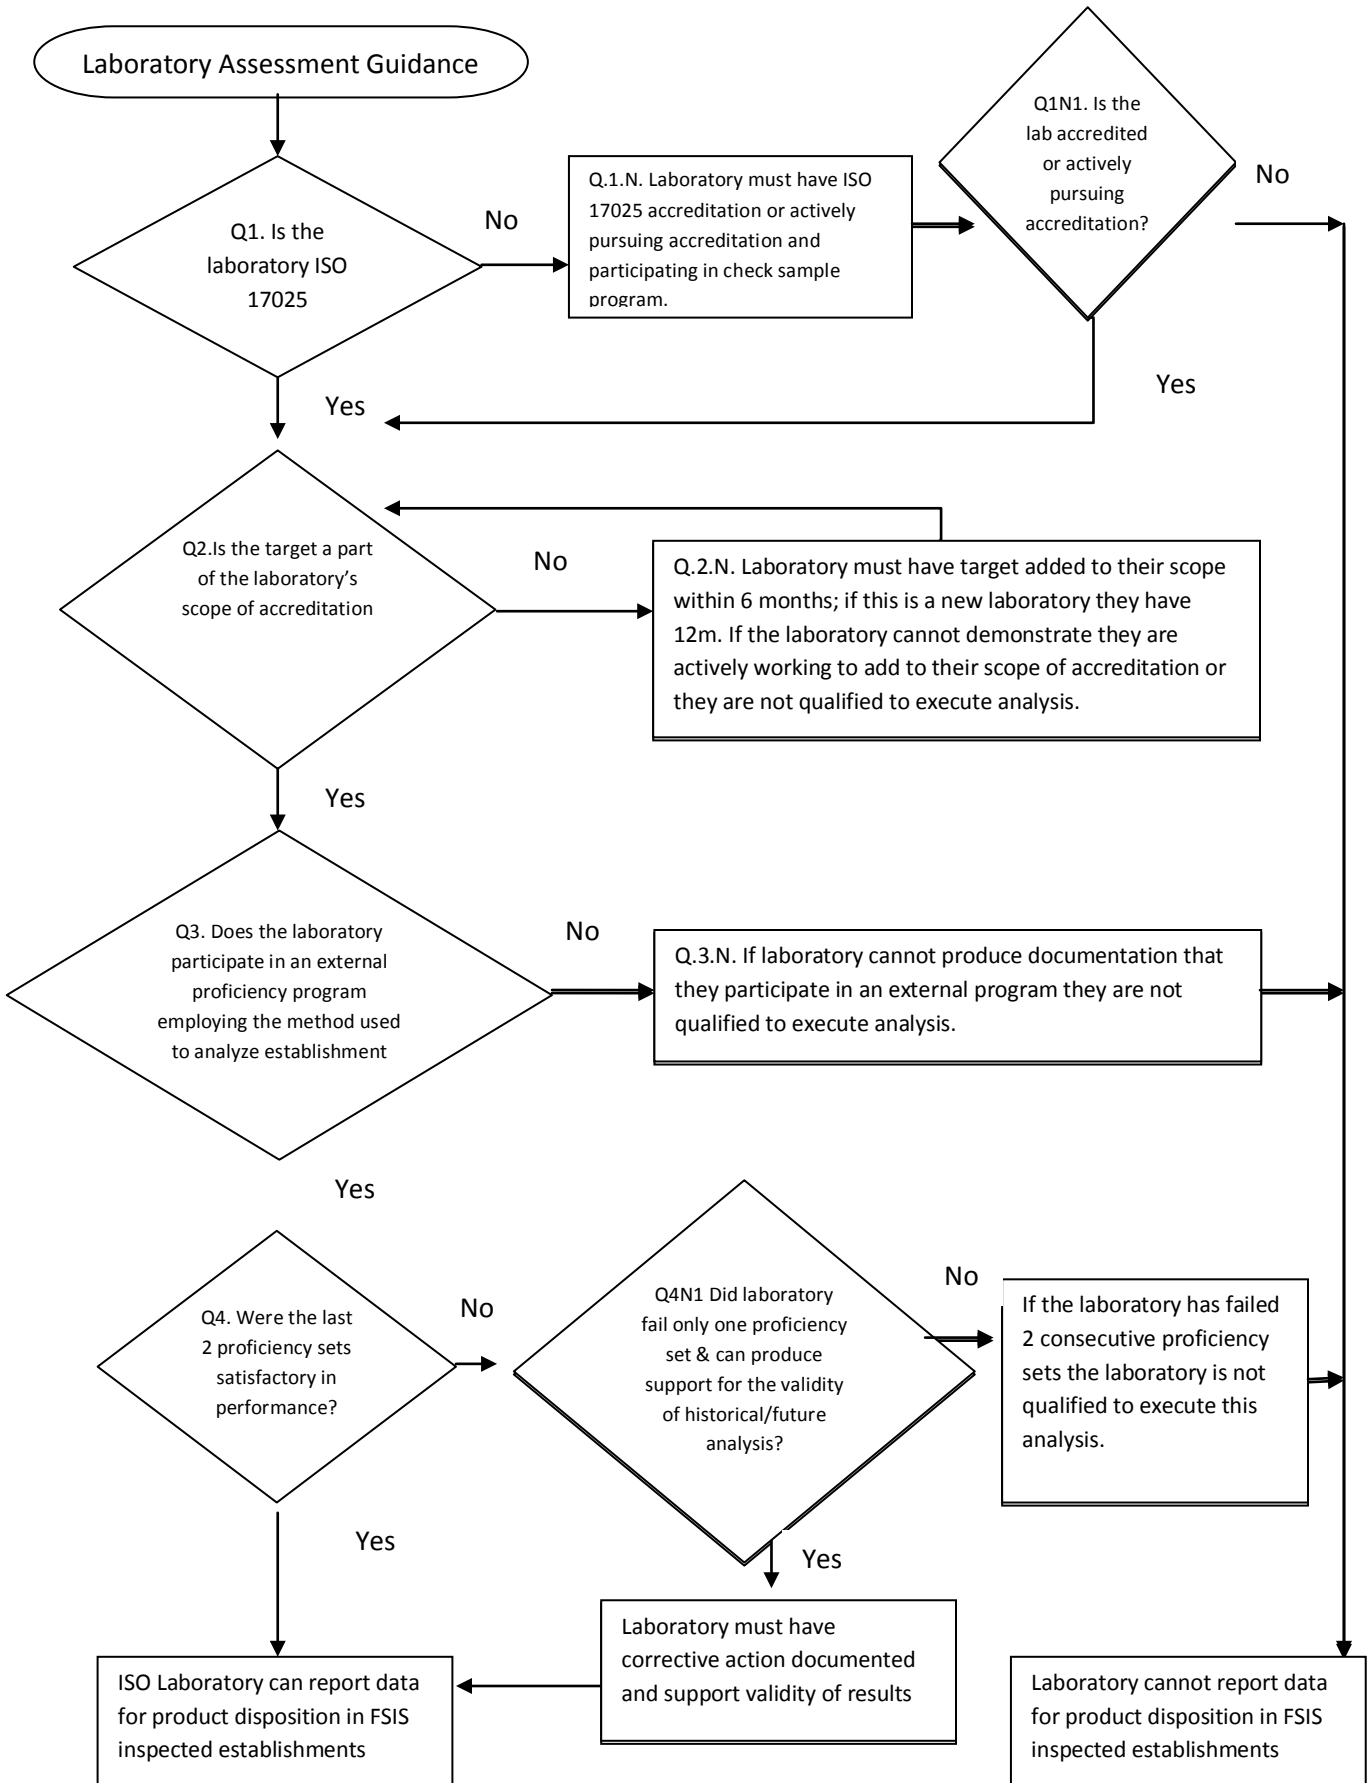 Laboratory Assessment Guidance
Q1. Is the
laboratory ISO
17025
No
Q.1.N. Laboratory must have ISO
17025 accreditation or actively
pursuing accreditation and
participating in check sample
program.
Q1N1. Is the
lab accredited
or actively
pursuing
accreditation?
No
Yes
Yes
Q2.Is the target a part
of the laboratory’s
scope of accreditation
No
Q.2.N. Laboratory must have target added to their scope
within 6 months; if this is a new laboratory they have
12m. If the laboratory cannot demonstrate they are
actively working to add to their scope of accreditation or
they are not qualified to execute analysis.
Yes
Q3. Does the laboratory
participate in an external
proficiency program
employing the method used
to analyze establishment
No
Q.3.N. If laboratory cannot produce documentation that
they participate in an external program they are not
qualified to execute analysis.
Yes
Q4. Were the last
2 proficiency sets
satisfactory in
performance?
No
Q4N1 Did laboratory
fail only one proficiency
set & can produce
support for the validity
of historical/future
analysis?
No
If the laboratory has failed
2 consecutive proficiency
sets the laboratory is not
qualified to execute this
analysis.
Yes
Yes
Laboratory must have
corrective action documented
and support validity of results
ISO Laboratory can report data
for product disposition in FSIS
inspected establishments
Laboratory cannot report data
for product disposition in FSIS
inspected establishments